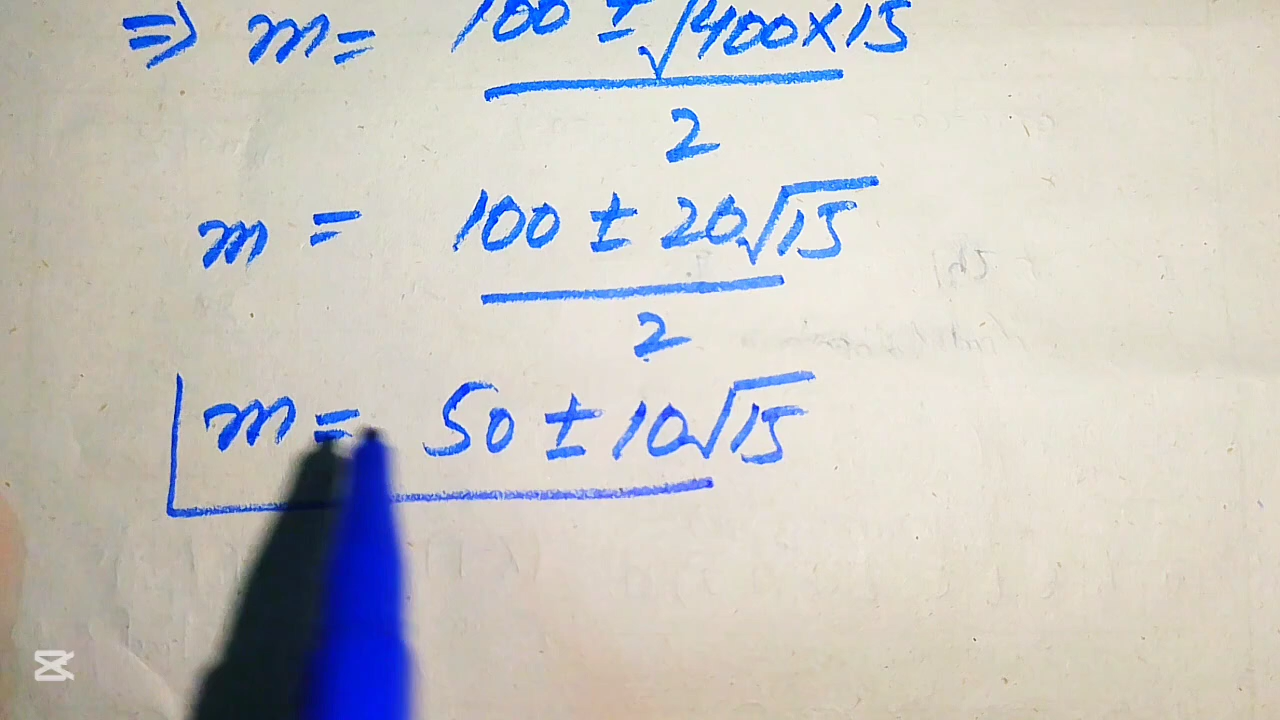 ⇒ m = 100 ± √400×15
2
m = 100 ± 20√15
2
m = 50 ± 10√15